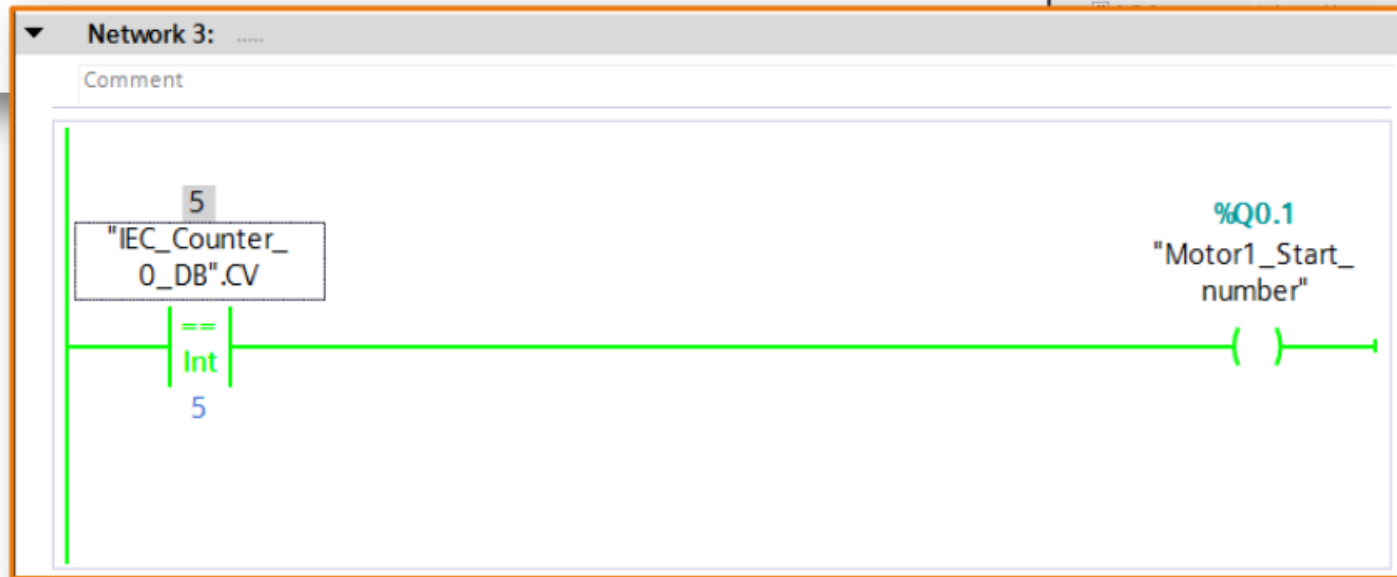 Network 3: .....
Comment
5
"IEC_Counter_
0_DB".CV
==
Int
5
%Q0.1
"Motor1_Start_
number"
( )